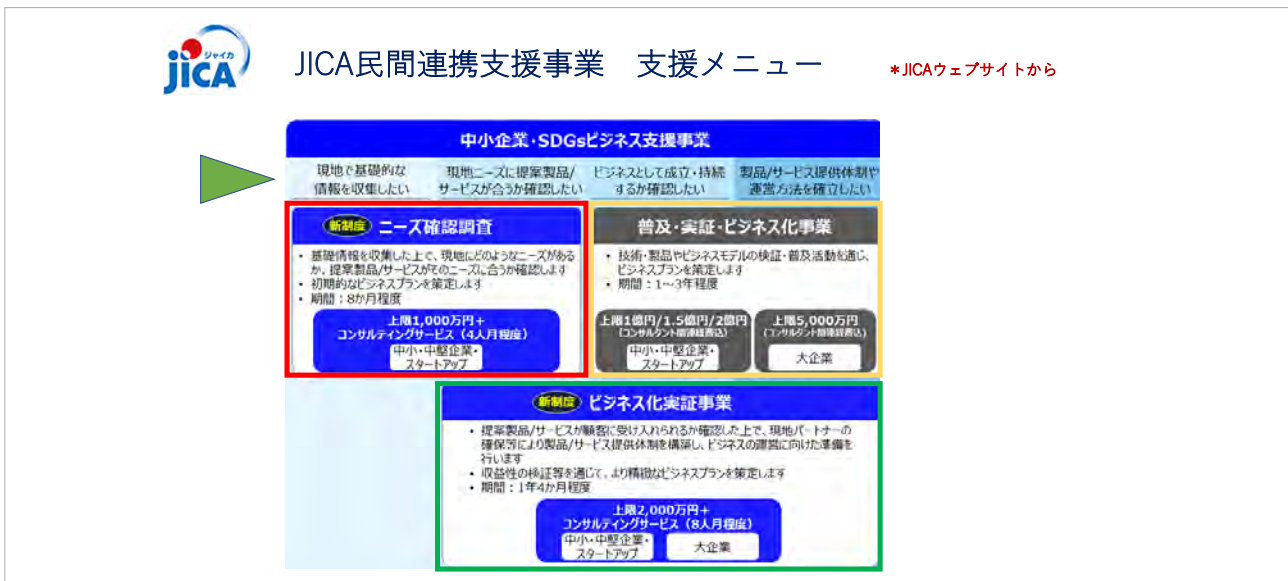 ジャイカ
JICA
JICA民間連携支援事業　支援メニュー
*JICAウェブサイトから
中小企業・SDGsビジネス支援事業
現地で基礎的な
情報を収集したい
現地ニーズに提案製品/
サービスが合うか確認したい
ビジネスとして成立・持続
するか確認したい
製品/サービス提供体制や
運営方法を確立したい
新制度 ニーズ確認調査
・ 基礎情報を収集した上で、現地にどのようなニーズがある
か、提案製品/サービスがそのニーズに合うか確認します
・ 初期的なビジネスプランを策定します
・ 期間：8か月程度
上限1,000万円＋
コンサルティングサービス（4人月程度）
中小・中堅企業・
スタートアップ
普及・実証・ビジネス化事業
・ 技術・製品やビジネスモデルの検証・普及活動を通じ、
ビジネスプランを策定します
・ 期間：1～3年程度
上限1億円/1.5億円/2億円
(コンサルタント関連経費込)
中小・中堅企業・
スタートアップ
上限5,000万円
(コンサルタント関連経費込)
大企業
新制度 ビジネス化実証事業
・ 提案製品/サービスが顧客に受け入れられるか確認した上で、現地パートナーの
確保等により製品/サービス提供体制を構築し、ビジネスの運営に向けた準備を
行います
・ 収益性の検証等を通じて、より精緻なビジネスプランを策定します
・ 期間：1年4か月程度
上限2,000万円＋
コンサルティングサービス（8人月程度）
中小・中堅企業・
スタートアップ
大企業